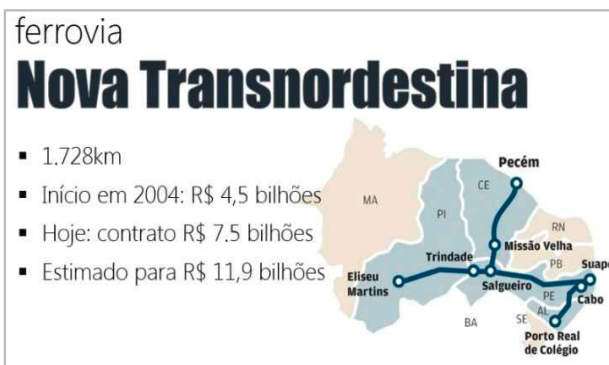 ferrovia
Nova Transnordestina
▪ 1.728km
▪ Início em 2004: R$ 4,5 bilhões
▪ Hoje: contrato R$ 7.5 bilhões
▪ Estimado para R$ 11,9 bilhões
Pecém
CE
MA
PI
RN
Missão Velha
PB
Trindade
Suape
Eliseu
Martins
Salgueiro
PE
Cabo
AL
BA
SE
Porto Real
de Colégio